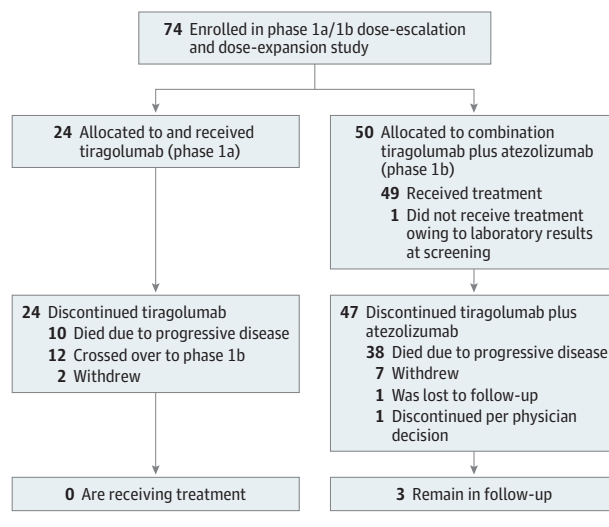 74 Enrolled in phase 1a/1b dose-escalation
and dose-expansion study
24 Allocated to and received
tiragolumab (phase 1a)
50 Allocated to combination
tiragolumab plus atezolizumab
(phase 1b)
49 Received treatment
1 Did not receive treatment
owing to laboratory results
at screening
24 Discontinued tiragolumab
10 Died due to progressive disease
12 Crossed over to phase 1b
2 Withdrew
47 Discontinued tiragolumab plus
atezolizumab
38 Died due to progressive disease
7 Withdrew
1 Was lost to follow-up
1 Discontinued per physician
decision
0 Are receiving treatment
3 Remain in follow-up